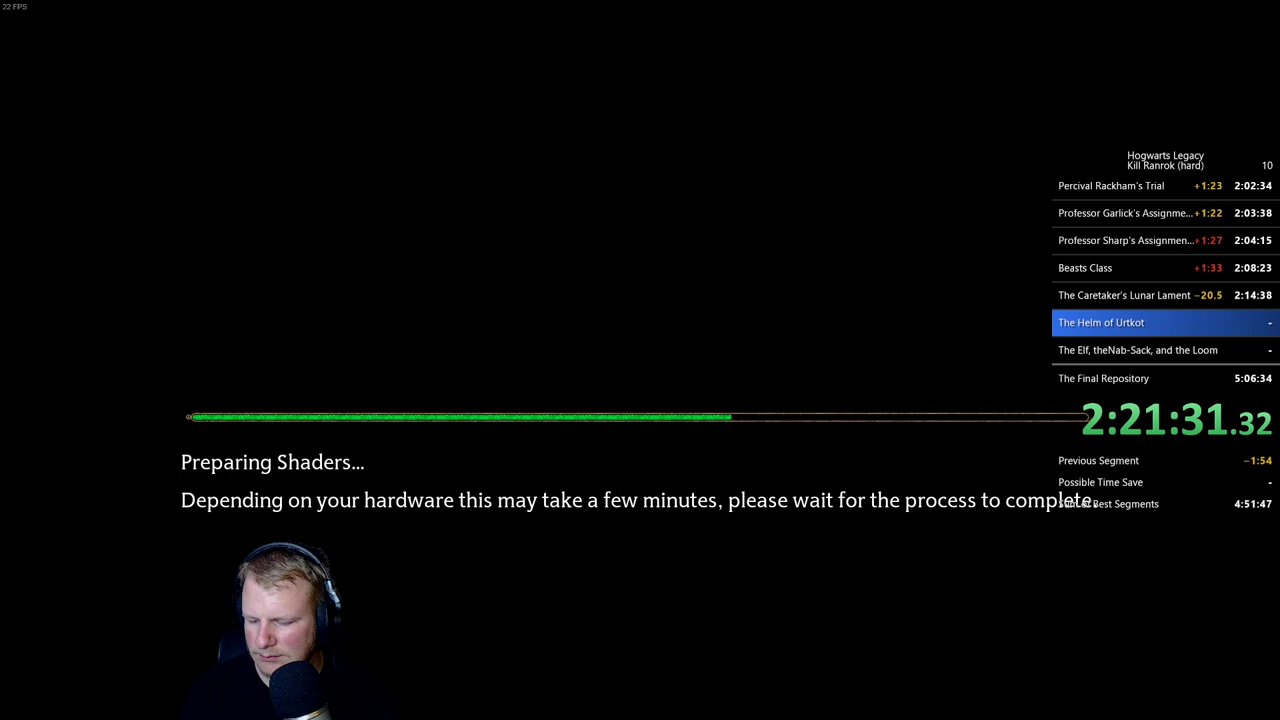 22 FPS
Hogwarts Legacy
Kill Ranrok (hard) 10
Percival Rackham's Trial +1:23 2:02:34
Professor Garlick's Assignme... +1:22 2:03:38
Professor Sharp's Assignmen... +1:27 2:04:15
Beasts Class +1:33 2:08:23
The Caretaker's Lunar Lament −20.5 2:14:38
The Helm of Urtkot -
The Elf, theNab-Sack, and the Loom -
The Final Repository 5:06:34
2:21:31.32
Preparing Shaders...
Depending on your hardware this may take a few minutes, please wait for the process to complete.
Previous Segment −1:54
Possible Time Save -
Sum of Best Segments 4:51:47